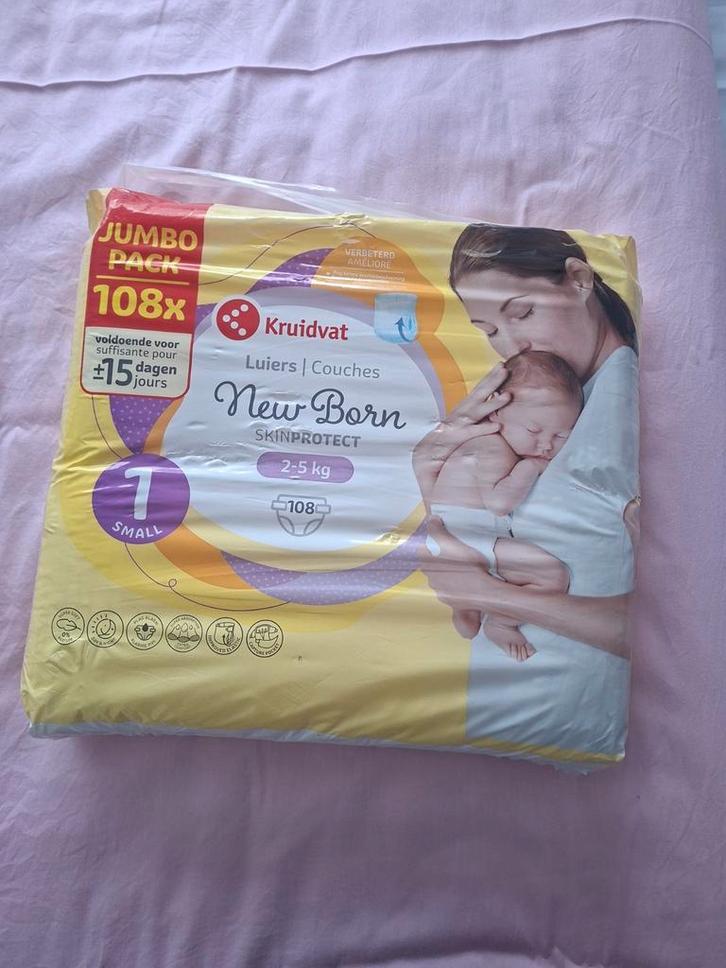 JUMBO
PACK
108x
voldoende voor
suffisante pour
±15 dagen
jours
VERBETERD
AMÉLIORÉ
Kruidvat
Luiers | Couches
New Born
SKINPROTECT
2-5 kg
108
1
SMALL